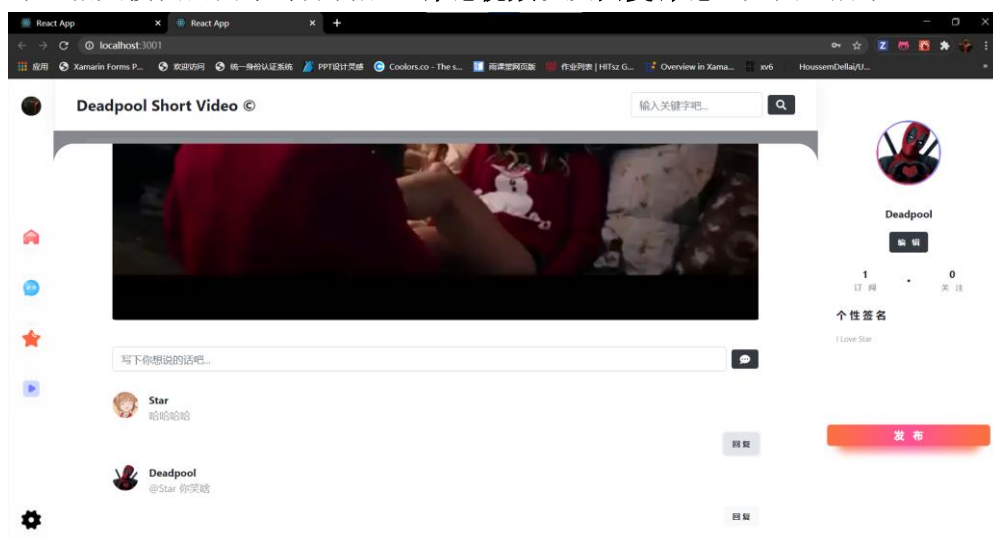 React App
React App
localhost:3001
应用 Xamarin Forms P... 欢迎访问 统一身份认证系统 PPT设计灵感 Coolors.co - The s... 雨课堂网页版 作业列表 | HITsz G... Overview in Xama... xv6 HoussemDellai/U...
Deadpool Short Video ©
输入关键字吧...
Deadpool
编辑
1 • 0
订阅 关注
个性签名
I Love Star
写下你想说的话吧...
Star
哈哈哈哈
回复
发布
Deadpool
@Star 你笑啥
回复